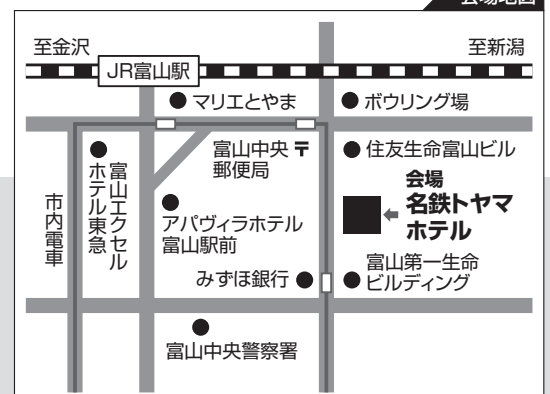 会場地図
至金沢
至新潟
JR富山駅
マリエとやま
ボウリング場
富山中央 〒
郵便局
住友生命富山ビル
会場
名鉄トヤマ
ホテル
富山エクセル
ホテル東急
市内電車
アパヴィラホテル
富山駅前
富山第一生命
ビルディング
みずほ銀行
富山中央警察署